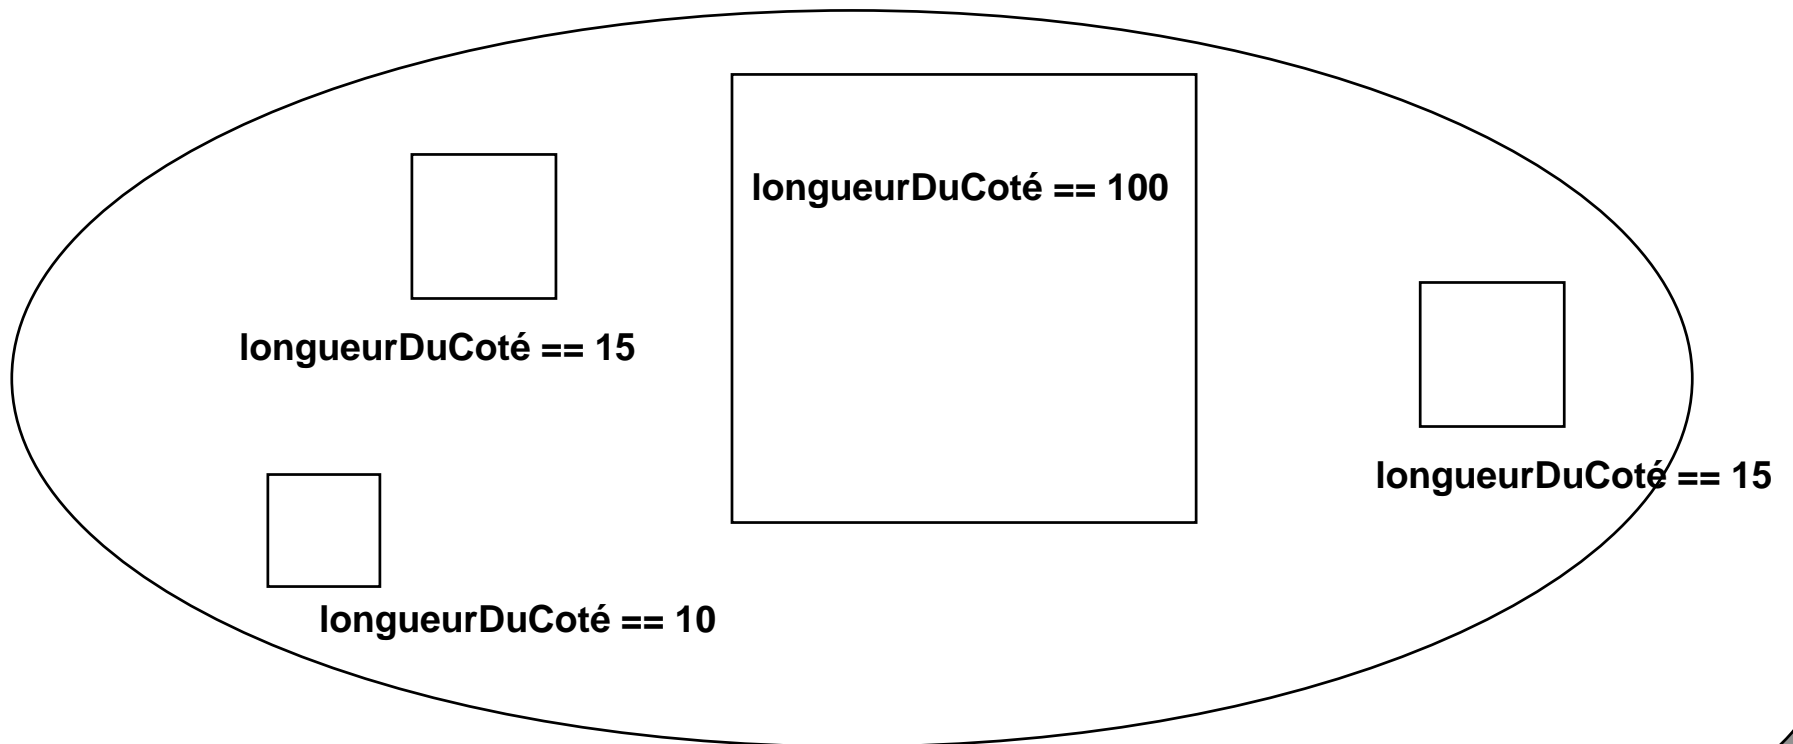 longueurDuCoté == 100
longueurDuCoté == 15
longueurDuCoté == 15
longueurDuCoté == 10